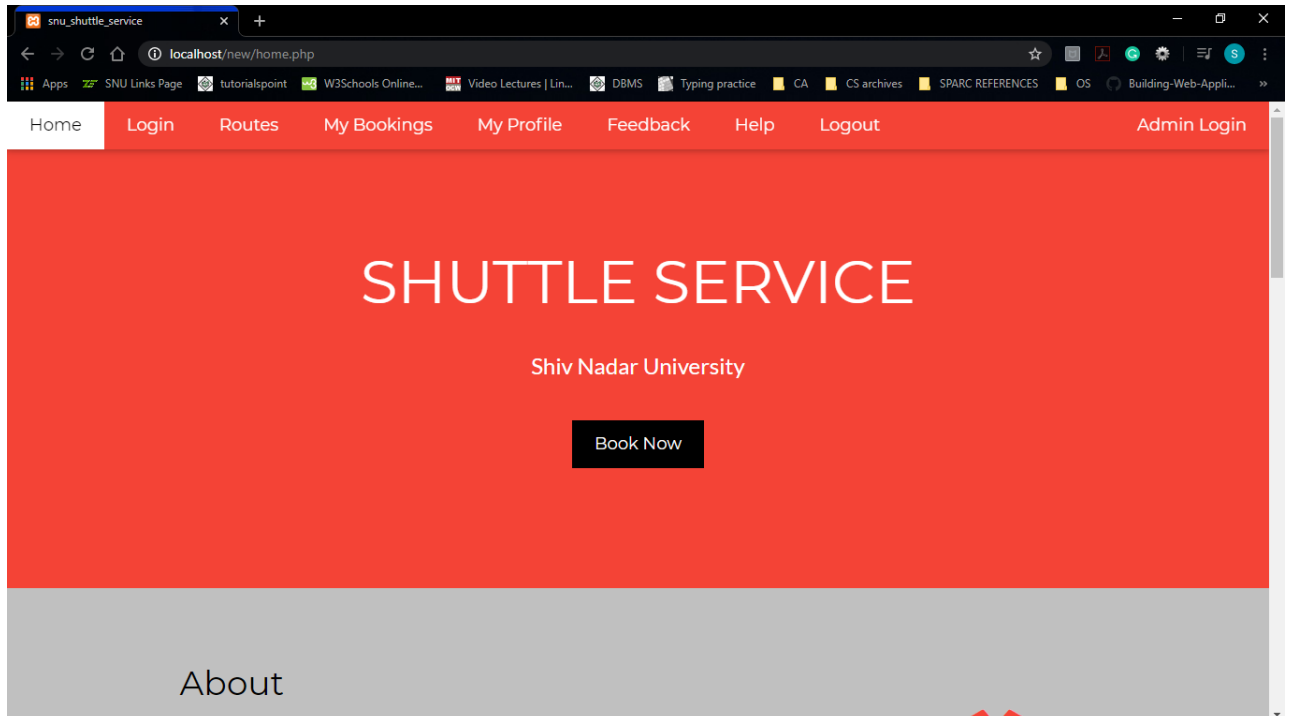 snu_shuttle_service
localhost/new/home.php
Apps SNU Links Page tutorialspoint W3Schools Online... Video Lectures | Lin... DBMS Typing practice CA CS archives SPARC REFERENCES OS Building-Web-Appli... »
Home Login Routes My Bookings My Profile Feedback Help Logout Admin Login
SHUTTLE SERVICE
Shiv Nadar University
Book Now
About